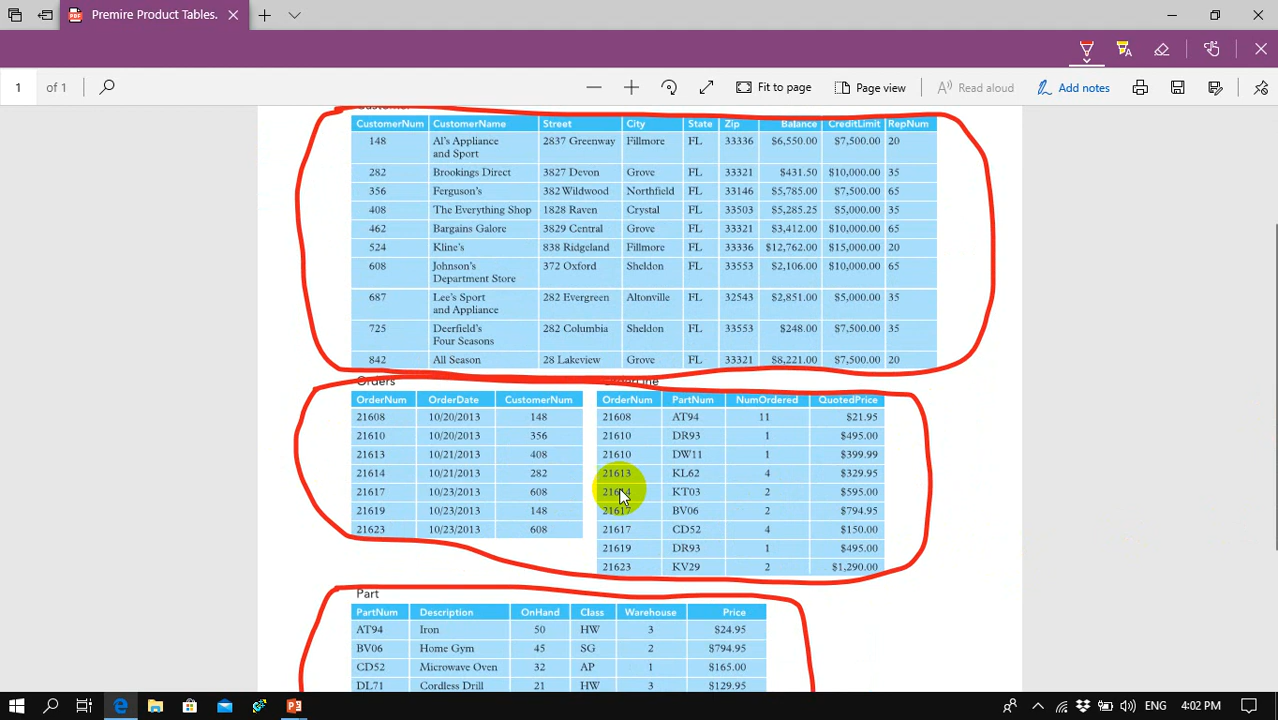 Premire Product Tables.
1 of 1 Fit to page Page view Read aloud Add notes
Customer
CustomerNum CustomerName Street City State Zip Balance CreditLimit RepNum
148 Al's Appliance and Sport 2837 Greenway Fillmore FL 33336 $6,550.00 $7,500.00 20
282 Brookings Direct 3827 Devon Grove FL 33321 $431.50 $10,000.00 35
356 Ferguson's 382 Wildwood Northfield FL 33146 $5,785.00 $7,500.00 65
408 The Everything Shop 1828 Raven Crystal FL 33503 $5,285.25 $5,000.00 35
462 Bargains Galore 3829 Central Grove FL 33321 $3,412.00 $10,000.00 65
524 Kline's 838 Ridgeland Fillmore FL 33336 $12,762.00 $15,000.00 20
608 Johnson's Department Store 372 Oxford Sheldon FL 33553 $2,106.00 $10,000.00 65
687 Lee's Sport and Appliance 282 Evergreen Altonville FL 32543 $2,851.00 $5,000.00 35
725 Deerfield's Four Seasons 282 Columbia Sheldon FL 33553 $248.00 $7,500.00 35
842 All Season 28 Lakeview Grove FL 33321 $8,221.00 $7,500.00 20
Orders
OrderNum OrderDate CustomerNum
21608 10/20/2013 148
21610 10/20/2013 356
21613 10/21/2013 408
21614 10/21/2013 282
21617 10/23/2013 608
21619 10/23/2013 148
21623 10/23/2013 608
OrderNum PartNum NumOrdered QuotedPrice
21608 AT94 11 $21.95
21610 DR93 1 $495.00
21610 DW11 1 $399.99
21613 KL62 4 $329.95
21614 KT03 2 $595.00
21617 BV06 2 $794.95
21617 CD52 4 $150.00
21619 DR93 1 $495.00
21623 KV29 2 $1,290.00
Part
PartNum Description OnHand Class Warehouse Price
AT94 Iron 50 HW 3 $24.95
BV06 Home Gym 45 SG 2 $794.95
CD52 Microwave Oven 32 AP 1 $165.00
DL71 Cordless Drill 21 HW 3 $129.95
ENG 4:02 PM